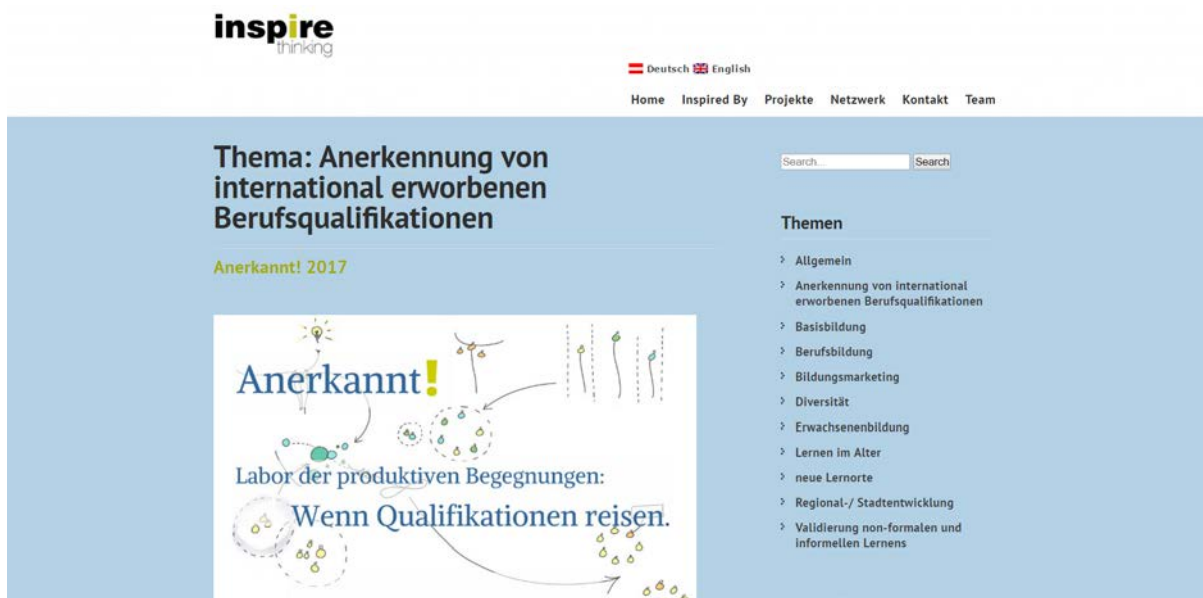 inspire
thinking
Deutsch English
Home Inspired By Projekte Netzwerk Kontakt Team
Thema: Anerkennung von
international erworbenen
Berufsqualifikationen
Anerkannt! 2017
Anerkannt!
Labor der produktiven Begegnungen:
Wenn Qualifikationen reisen.
Search... Search
Themen
Allgemein
Anerkennung von international
erworbenen Berufsqualifikationen
Basisbildung
Berufsbildung
Bildungsmarketing
Diversität
Erwachsenenbildung
Lernen im Alter
neue Lernorte
Regional-/ Stadtentwicklung
Validierung non-formalen und
informellen Lernens